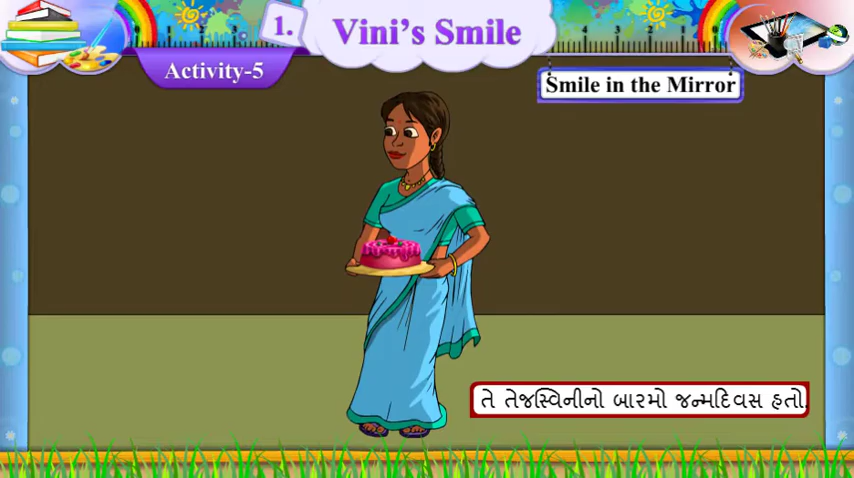 1.
Vini's Smile
Activity-5
Smile in the Mirror
તે તેજસ્વિનીનો બારમો જન્મદિવસ હતો.